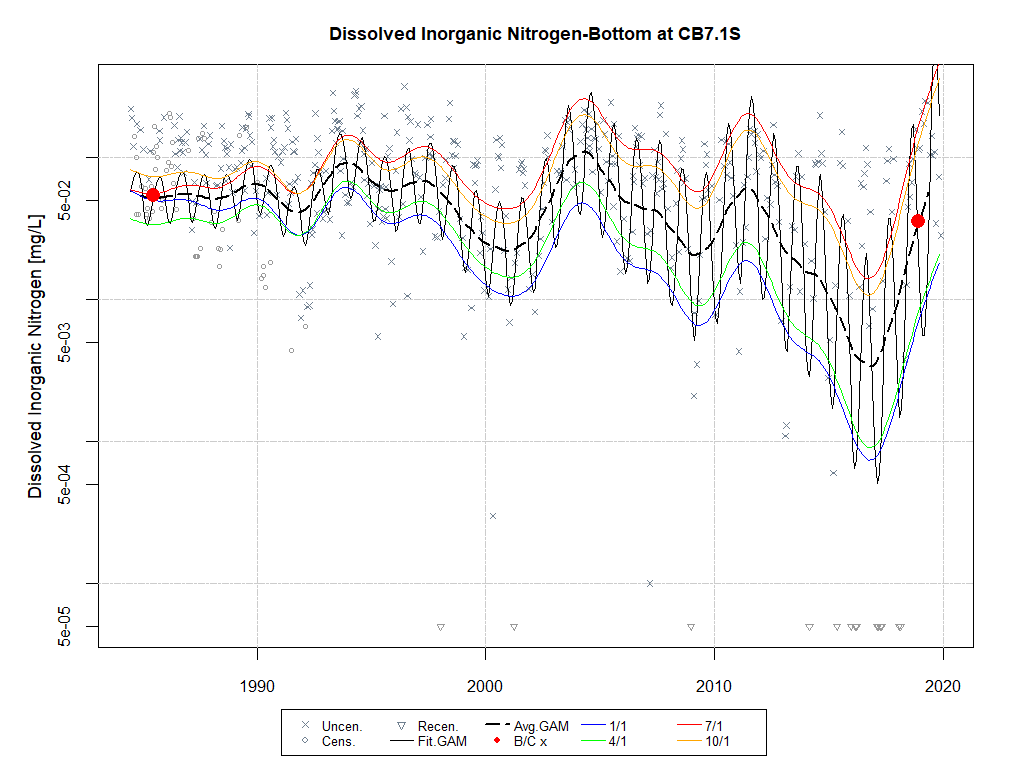 Dissolved Inorganic Nitrogen-Bottom at CB7.1S
Dissolved Inorganic Nitrogen [mg/L]
5e-02
5e-03
5e-04
5e-05
1990 2000 2010 2020
Uncen. Recen. Avg.GAM 1/1 7/1
Cens. Fit.GAM B/C x 4/1 10/1